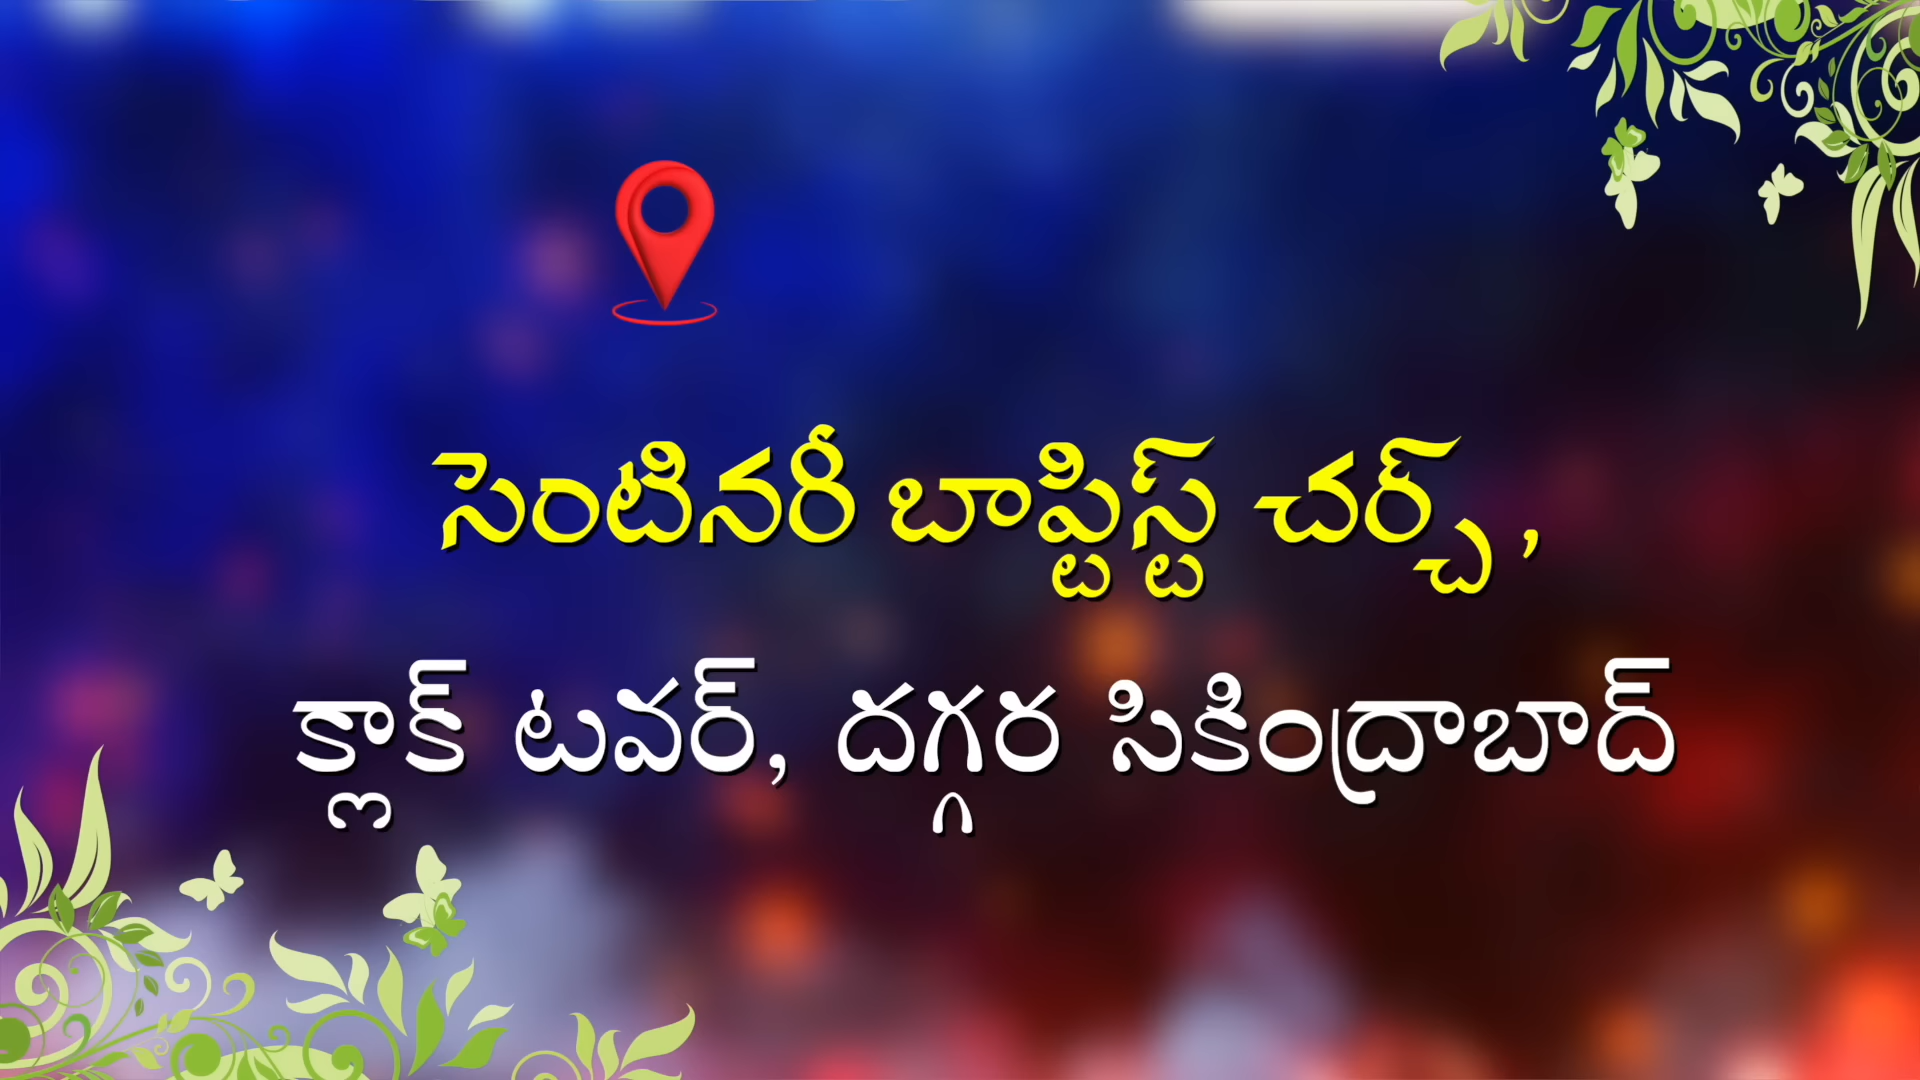 సెంటినరీ బాప్టిస్ట్ చర్చ్ ,
క్లాక్ టవర్, దగ్గర సికింద్రాబాద్